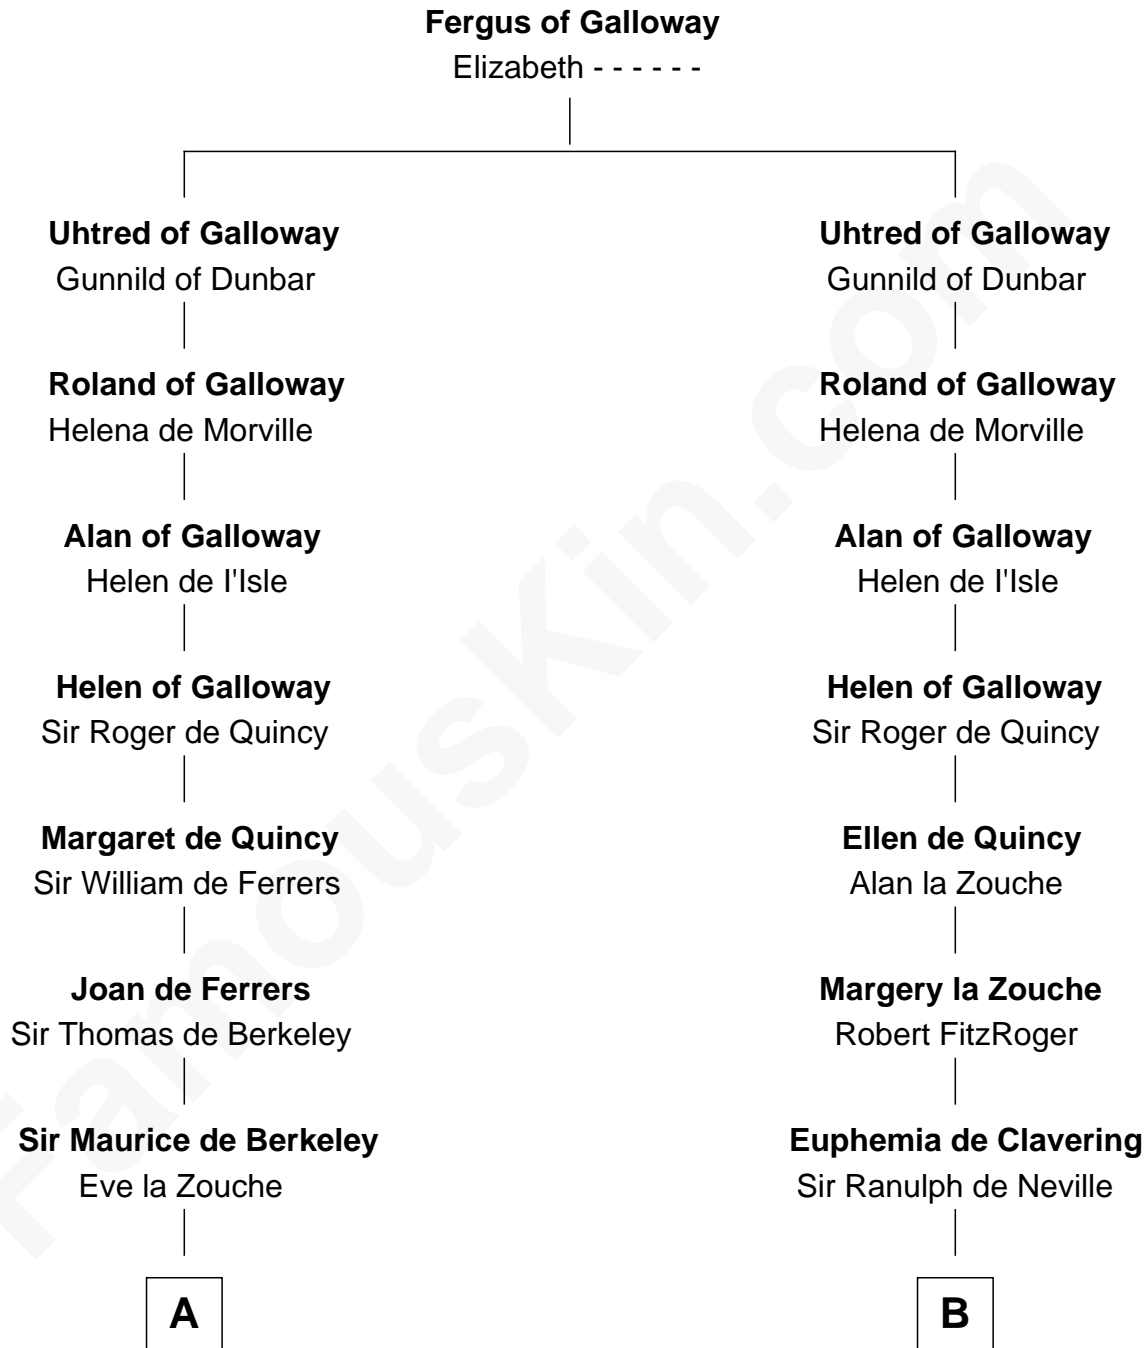 Fergus of Galloway
Elizabeth - - - - - -
Uhtred of Galloway
Gunnild of Dunbar
Uhtred of Galloway
Gunnild of Dunbar
Roland of Galloway
Helena de Morville
Roland of Galloway
Helena de Morville
Alan of Galloway
Helen de I'Isle
Alan of Galloway
Helen de I'Isle
Helen of Galloway
Sir Roger de Quincy
Helen of Galloway
Sir Roger de Quincy
Margaret de Quincy
Sir William de Ferrers
Ellen de Quincy
Alan la Zouche
Joan de Ferrers
Sir Thomas de Berkeley
Margery la Zouche
Robert FitzRoger
Sir Maurice de Berkeley
Eve la Zouche
Euphemia de Clavering
Sir Ranulph de Neville
A
B
FamousKin.com